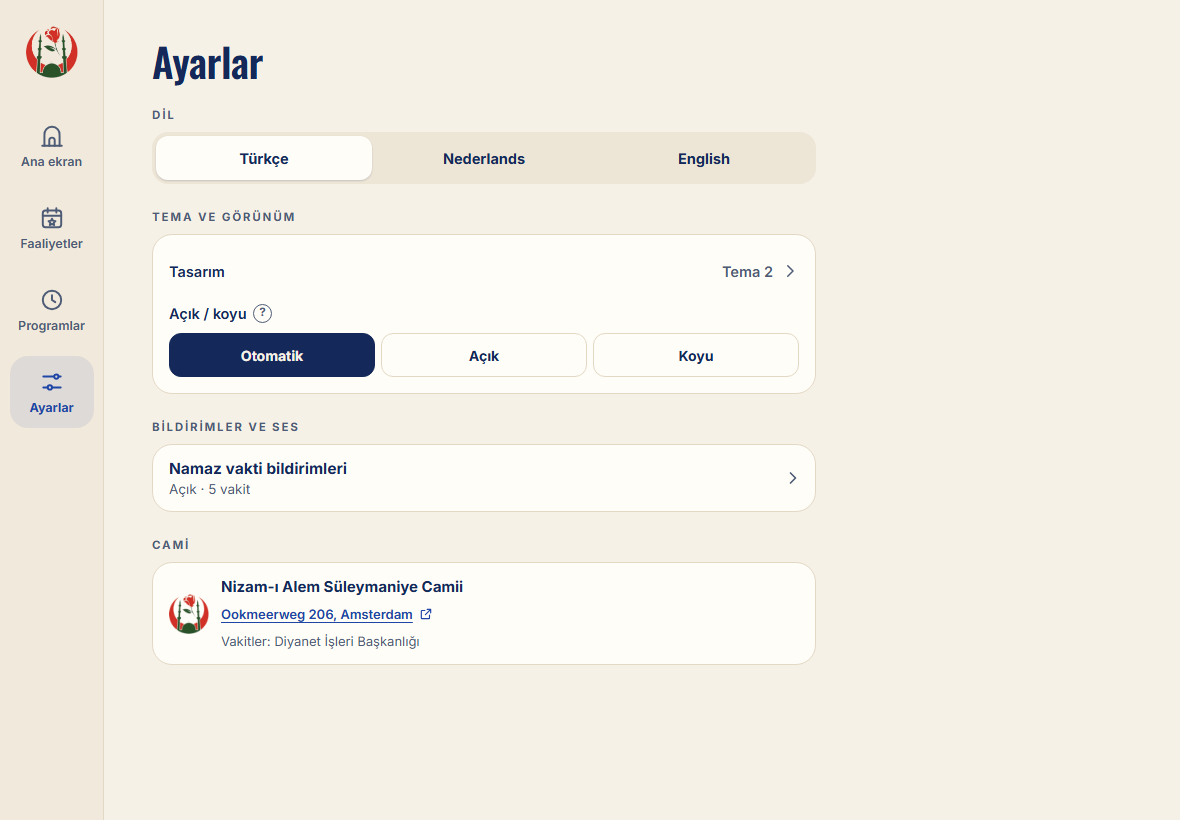 Ayarlar
Ana ekran
Faaliyetler
Programlar
Ayarlar
DİL
Türkçe
Nederlands
English
TEMA VE GÖRÜNÜM
Tasarım
Tema 2
Açık / koyu ?
Otomatik
Açık
Koyu
BİLDİRİMLER VE SES
Namaz vakti bildirimleri
Açık · 5 vakit
CAMİ
Nizam-ı Alem Süleymaniye Camii
Ookmeerweg 206, Amsterdam
Vakitler: Diyanet İşleri Başkanlığı